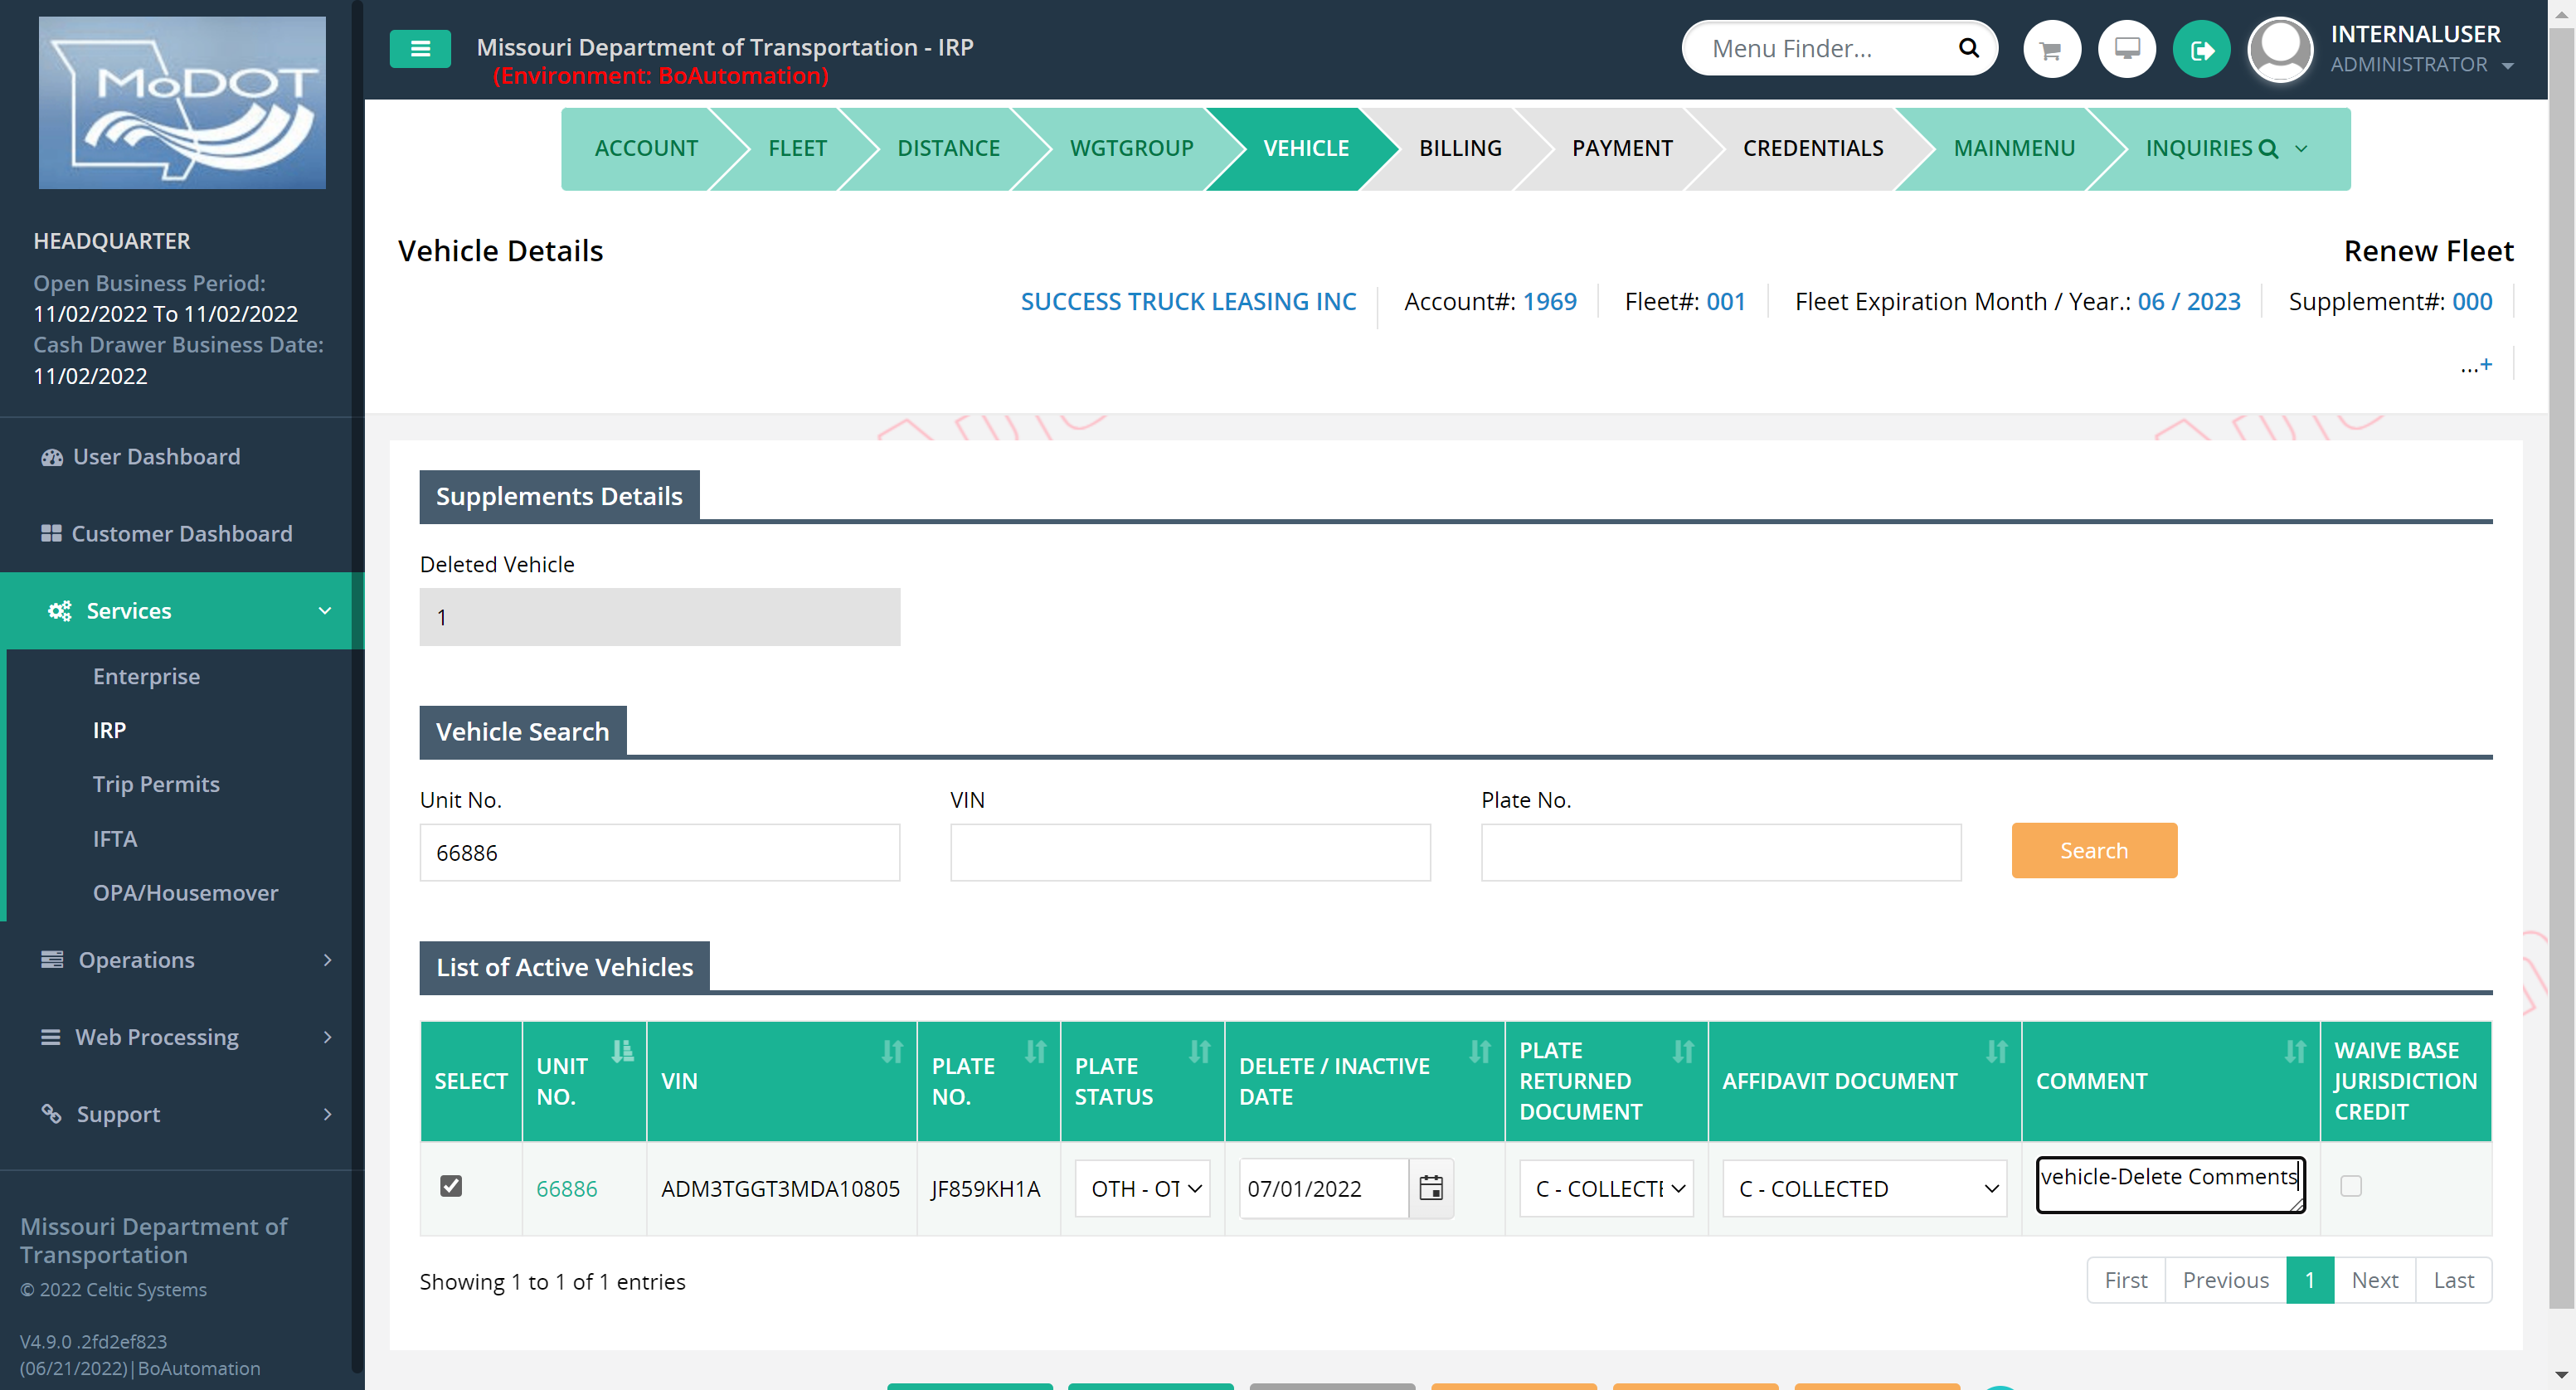 MoDOT
Missouri Department of Transportation - IRP
(Environment: BoAutomation)
Menu Finder...
INTERNALUSER
ADMINISTRATOR
HEADQUARTER
Open Business Period:
11/02/2022 To 11/02/2022
Cash Drawer Business Date:
11/02/2022
User Dashboard
Customer Dashboard
Services
Enterprise
IRP
Trip Permits
IFTA
OPA/Housemover
Operations
Web Processing
Support
Missouri Department of
Transportation
© 2022 Celtic Systems
V4.9.0 .2fd2ef823
(06/21/2022)|BoAutomation
ACCOUNT FLEET DISTANCE WGTGROUP VEHICLE BILLING PAYMENT CREDENTIALS MAINMENU INQUIRIES
Vehicle Details
Renew Fleet
SUCCESS TRUCK LEASING INC Account#: 1969 Fleet#: 001 Fleet Expiration Month / Year.: 06 / 2023 Supplement#: 000
...+
Supplements Details
Deleted Vehicle
1
Vehicle Search
Unit No. VIN Plate No.
66886
Search
List of Active Vehicles
SELECT UNIT NO. VIN PLATE NO. PLATE STATUS DELETE / INACTIVE DATE PLATE RETURNED DOCUMENT AFFIDAVIT DOCUMENT COMMENT WAIVE BASE JURISDICTION CREDIT
66886 ADM3TGGT3MDA10805 JF859KH1A OTH - OT 07/01/2022 C - COLLECTE C - COLLECTED vehicle-Delete Comments
Showing 1 to 1 of 1 entries
First Previous 1 Next Last